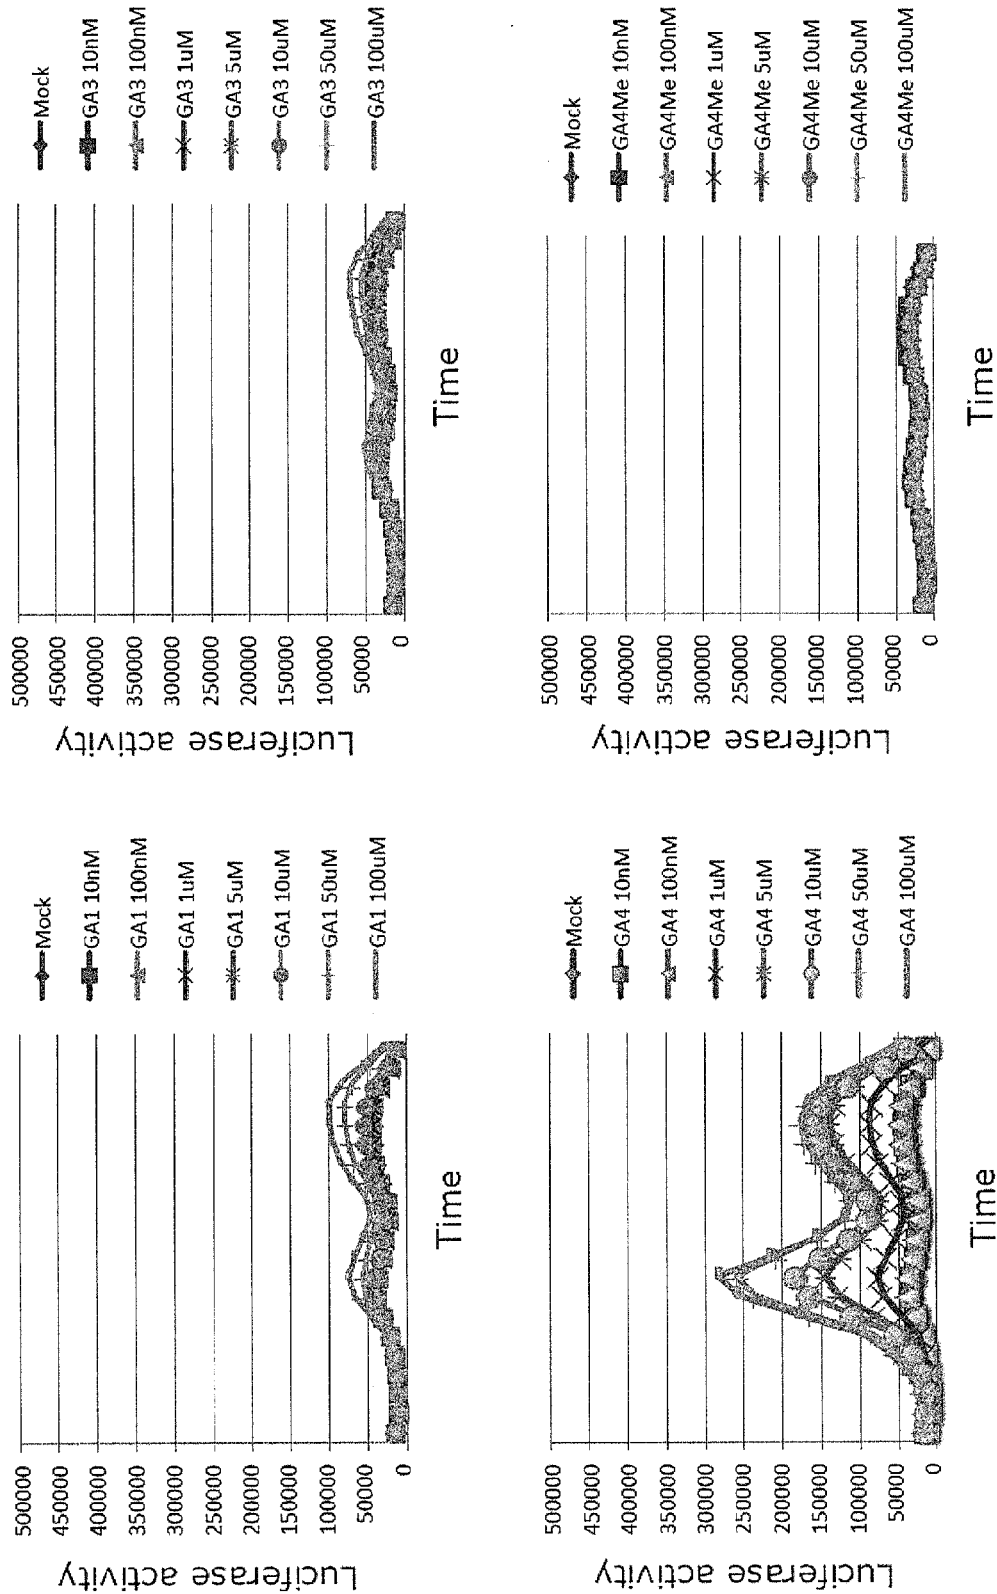 Luciferase activity
500000
450000
400000
350000
300000
250000
200000
150000
100000
50000
0
Time
Mock
GA1 10nM
GA1 100nM
GA1 1uM
GA1 5uM
GA1 10uM
GA1 50uM
GA1 100uM
Luciferase activity
500000
450000
400000
350000
300000
250000
200000
150000
100000
50000
0
Time
Mock
GA3 10nM
GA3 100nM
GA3 1uM
GA3 5uM
GA3 10uM
GA3 50uM
GA3 100uM
Luciferase activity
500000
450000
400000
350000
300000
250000
200000
150000
100000
50000
0
Time
Mock
GA4 10nM
GA4 100nM
GA4 1uM
GA4 5uM
GA4 10uM
GA4 50uM
GA4 100uM
Luciferase activity
500000
450000
400000
350000
300000
250000
200000
150000
100000
50000
0
Time
Mock
GA4Me 10nM
GA4Me 100nM
GA4Me 1uM
GA4Me 5uM
GA4Me 10uM
GA4Me 50uM
GA4Me 100uM